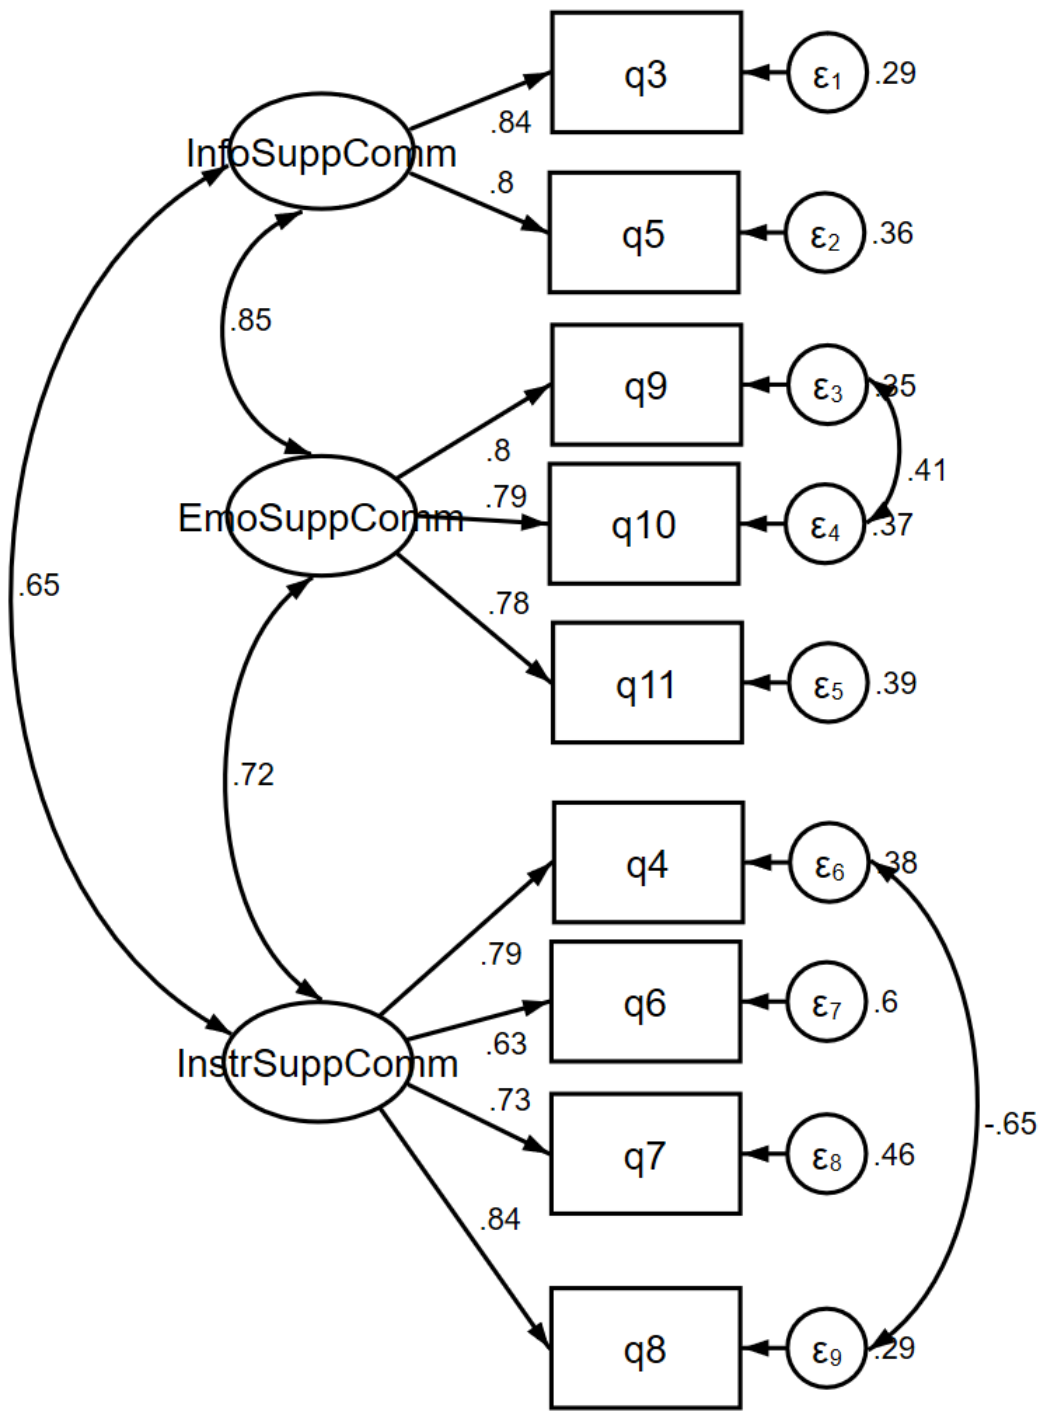 q3
ε1
.29
.84
InfoSuppComm
.8
q5
ε2
.36
.85
q9
ε3
.35
.8
.41
.79
EmoSuppComm
q10
ε4
.37
.65
.78
q11
ε5
.39
.72
q4
ε6
.38
.79
q6
ε7
.6
.63
InstrSuppComm
.73
-.65
q7
ε8
.46
.84
q8
ε9
.29